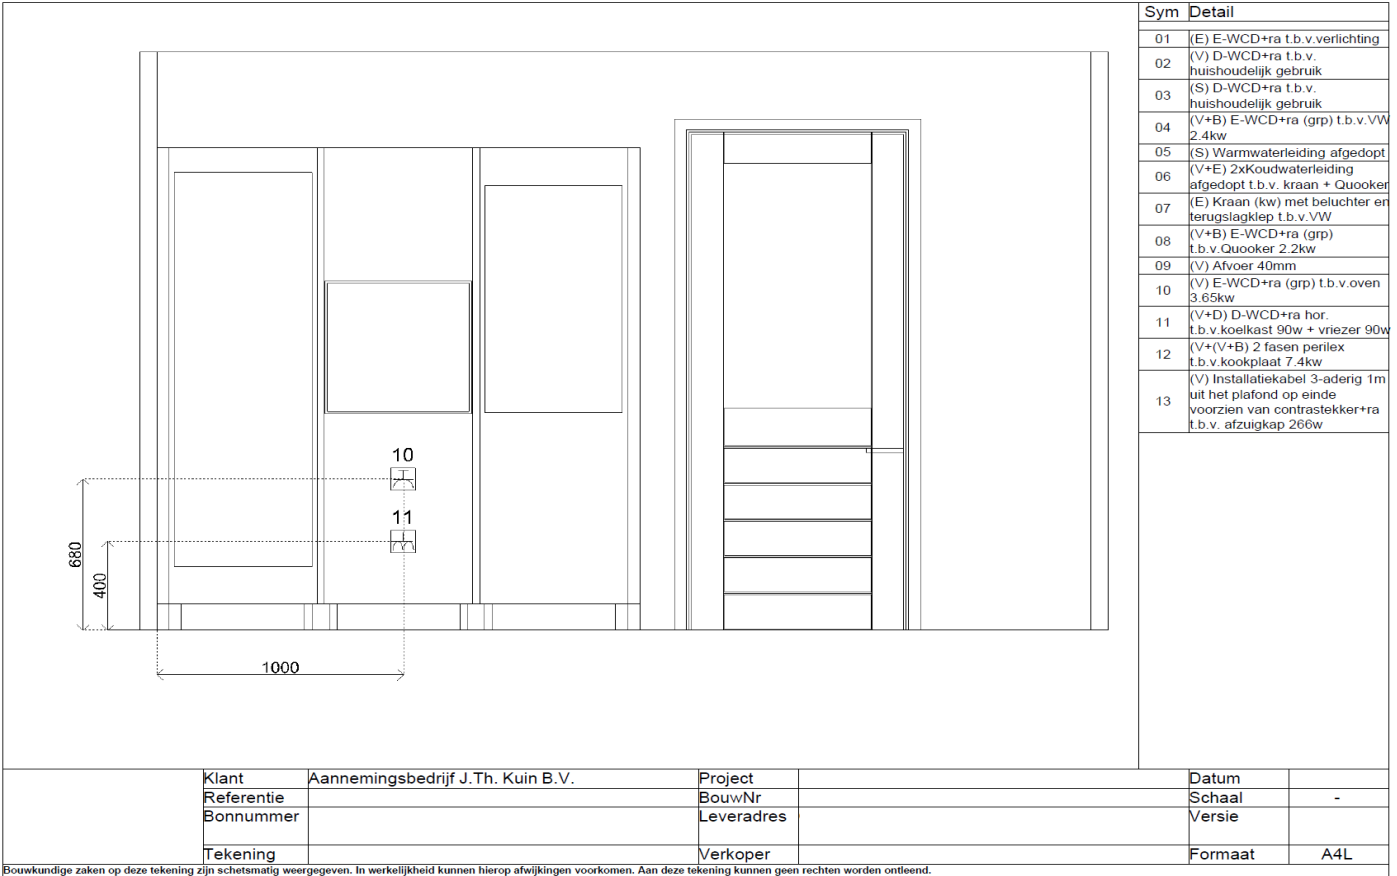 Sym Detail
01 (E) E-WCD+ra t.b.v.verlichting
02 (V) D-WCD+ra t.b.v.
huishoudelijk gebruik
03 (S) D-WCD+ra t.b.v.
huishoudelijk gebruik
04 (V+B) E-WCD+ra (grp) t.b.v.VW
2.4kw
05 (S) Warmwaterleiding afgedopt
06 (V+E) 2xKoudwaterleiding
afgedopt t.b.v. kraan + Quooker
07 (E) Kraan (kw) met beluchter en
terugslagklep t.b.v.VW
08 (V+B) E-WCD+ra (grp)
t.b.v.Quooker 2.2kw
09 (V) Afvoer 40mm
10 (V) E-WCD+ra (grp) t.b.v.oven
3.65kw
11 (V+D) D-WCD+ra hor.
t.b.v.koelkast 90w + vriezer 90w
12 (V+(V+B) 2 fasen perilex
t.b.v.kookplaat 7.4kw
13 (V) Installatiekabel 3-aderig 1m
uit het plafond op einde
voorzien van contrastekker+ra
t.b.v. afzuigkap 266w
10
11
680
400
1000
Klant Aannemingsbedrijf J.Th. Kuin B.V. Project Datum
Referentie BouwNr Schaal -
Bonnummer Leveradres Versie
Tekening Verkoper Formaat A4L
Bouwkundige zaken op deze tekening zijn schetsmatig weergegeven. In werkelijkheid kunnen hierop afwijkingen voorkomen. Aan deze tekening kunnen geen rechten worden ontleend.